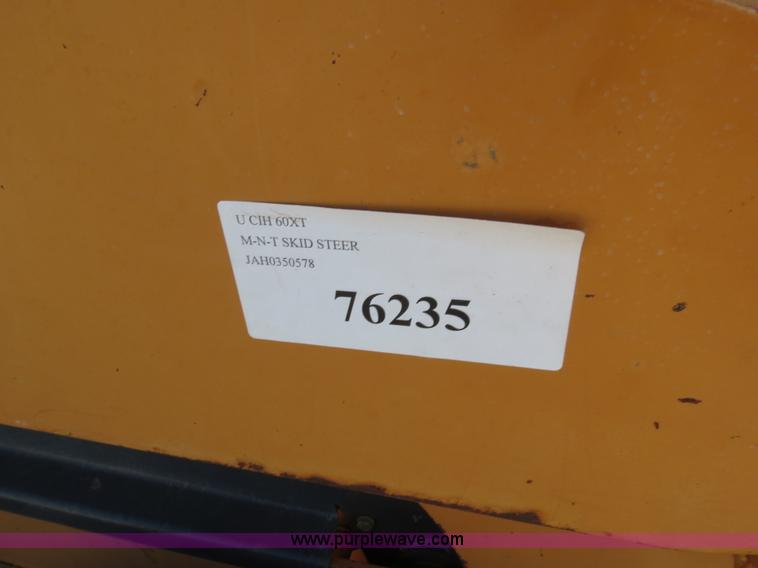 U CIH 60XT
M-N-T SKID STEER
JAH0350578
76235
www.purplewave.com